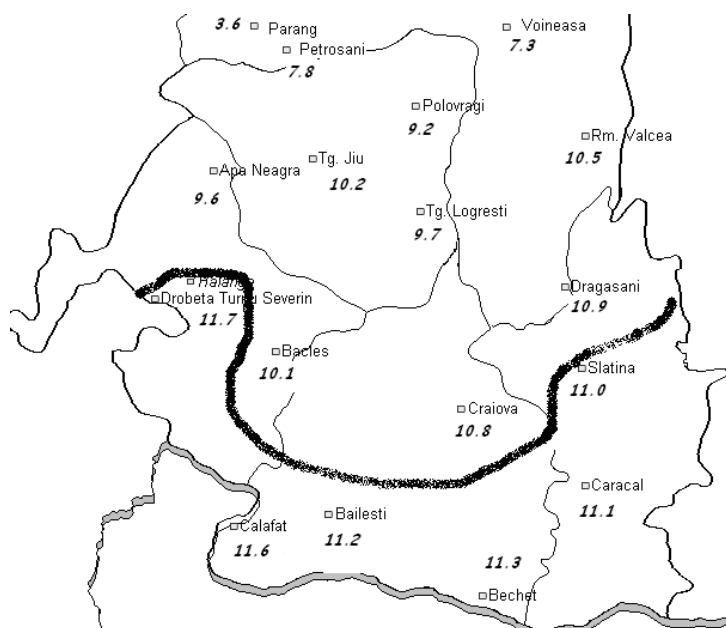 3.6 Parang
Voineasa
7.3
Petrosani
7.8
Polovragi
9.2
Rm. Valcea
10.5
Tg. Jiu
10.2
Apa Neagra
9.6
Tg. Logresti
9.7
Dragasani
10.9
Drobeta Turnu Severin
11.7
Bacles
10.1
Slatina
11.0
Craiova
10.8
Caracal
11.1
Bailesti
11.2
Calafat
11.6
11.3
Bechet